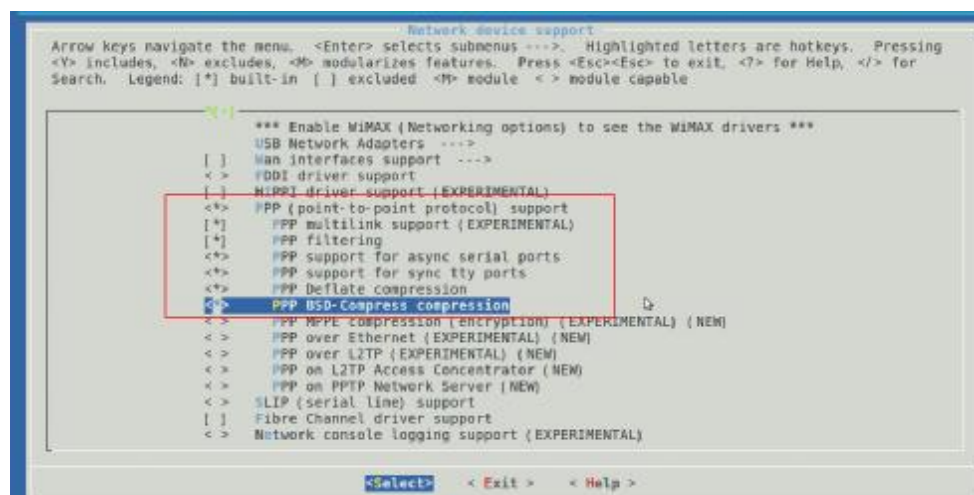 Network device support
Arrow keys navigate the menu. <Enter> selects submenus --->. Highlighted letters are hotkeys. Pressing
<Y> includes, <N> excludes, <M> modularizes features. Press <Esc><Esc> to exit, <?> for Help, </> for
Search. Legend: [*] built-in [ ] excluded <M> module < > module capable
^(-)
*** Enable WiMAX (Networking options) to see the WiMAX drivers ***
USB Network Adapters --->
[ ] Wan interfaces support --->
< > FDDI driver support
[ ] HIPPI driver support (EXPERIMENTAL)
<*> PPP (point-to-point protocol) support
[*] PPP multilink support (EXPERIMENTAL)
[*] PPP filtering
<*> PPP support for async serial ports
<*> PPP support for sync tty ports
<*> PPP Deflate compression
<*> PPP BSD-Compress compression
< > PPP MPPE compression (encryption) (EXPERIMENTAL) (NEW)
< > PPP over Ethernet (EXPERIMENTAL) (NEW)
< > PPP over L2TP (EXPERIMENTAL) (NEW)
< > PPP on L2TP Access Concentrator (NEW)
< > PPP on PPTP Network Server (NEW)
< > SLIP (serial line) support
[ ] Fibre Channel driver support
< > Network console logging support (EXPERIMENTAL)
<Select> < Exit > < Help >